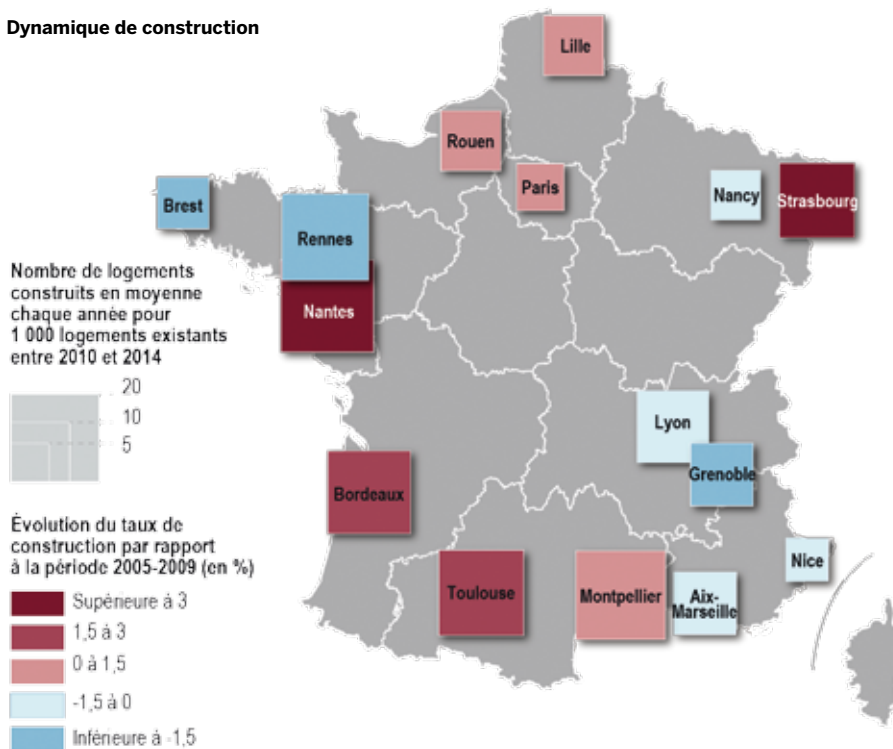 Dynamique de construction
Lille
Rouen
Paris
Nancy
Strasbourg
Brest
Rennes
Nantes
Nombre de logements
construits en moyenne
chaque année pour
1 000 logements existants
entre 2010 et 2014
20
10
5
Lyon
Grenoble
Bordeaux
Nice
Toulouse
Montpellier
Aix-
Marseille
Évolution du taux de
construction par rapport
à la période 2005-2009 (en %)
Supérieure à 3
1,5 à 3
0 à 1,5
-1,5 à 0
Inférieure à -1,5